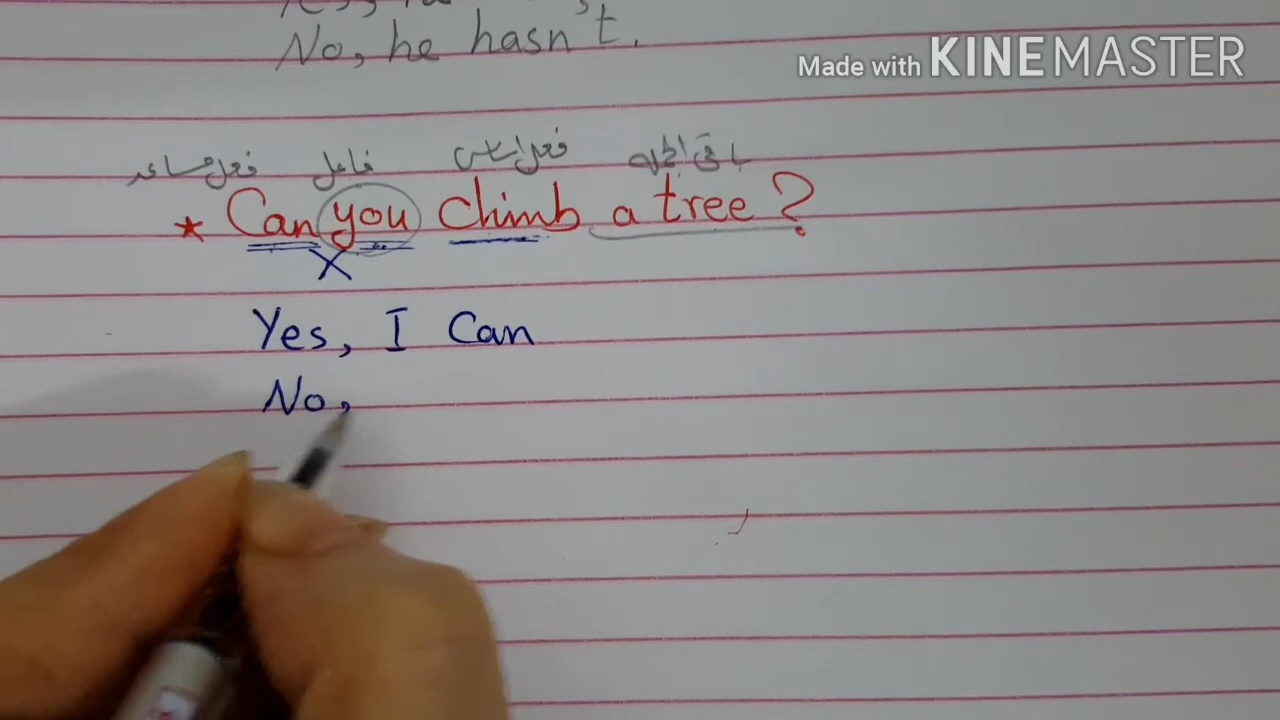 No, he hasn't.
Made with KINEMASTER
فعل مساعد فاعل فعل اساسي باقي الجملة
* Can you climb a tree?
X
Yes, I Can
No,